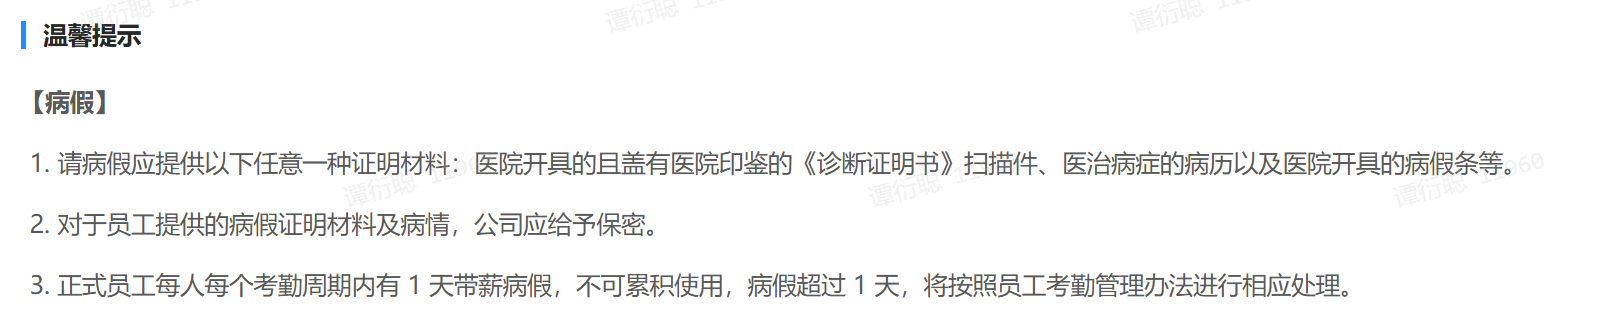 温馨提示
【病假】
1. 请病假应提供以下任意一种证明材料：医院开具的且盖有医院印鉴的《诊断证明书》扫描件、医治病症的病历以及医院开具的病假条等。
2. 对于员工提供的病假证明材料及病情，公司应给予保密。
3. 正式员工每人每个考勤周期内有 1 天带薪病假，不可累积使用，病假超过 1 天，将按照员工考勤管理办法进行相应处理。
谭衍聪 11960